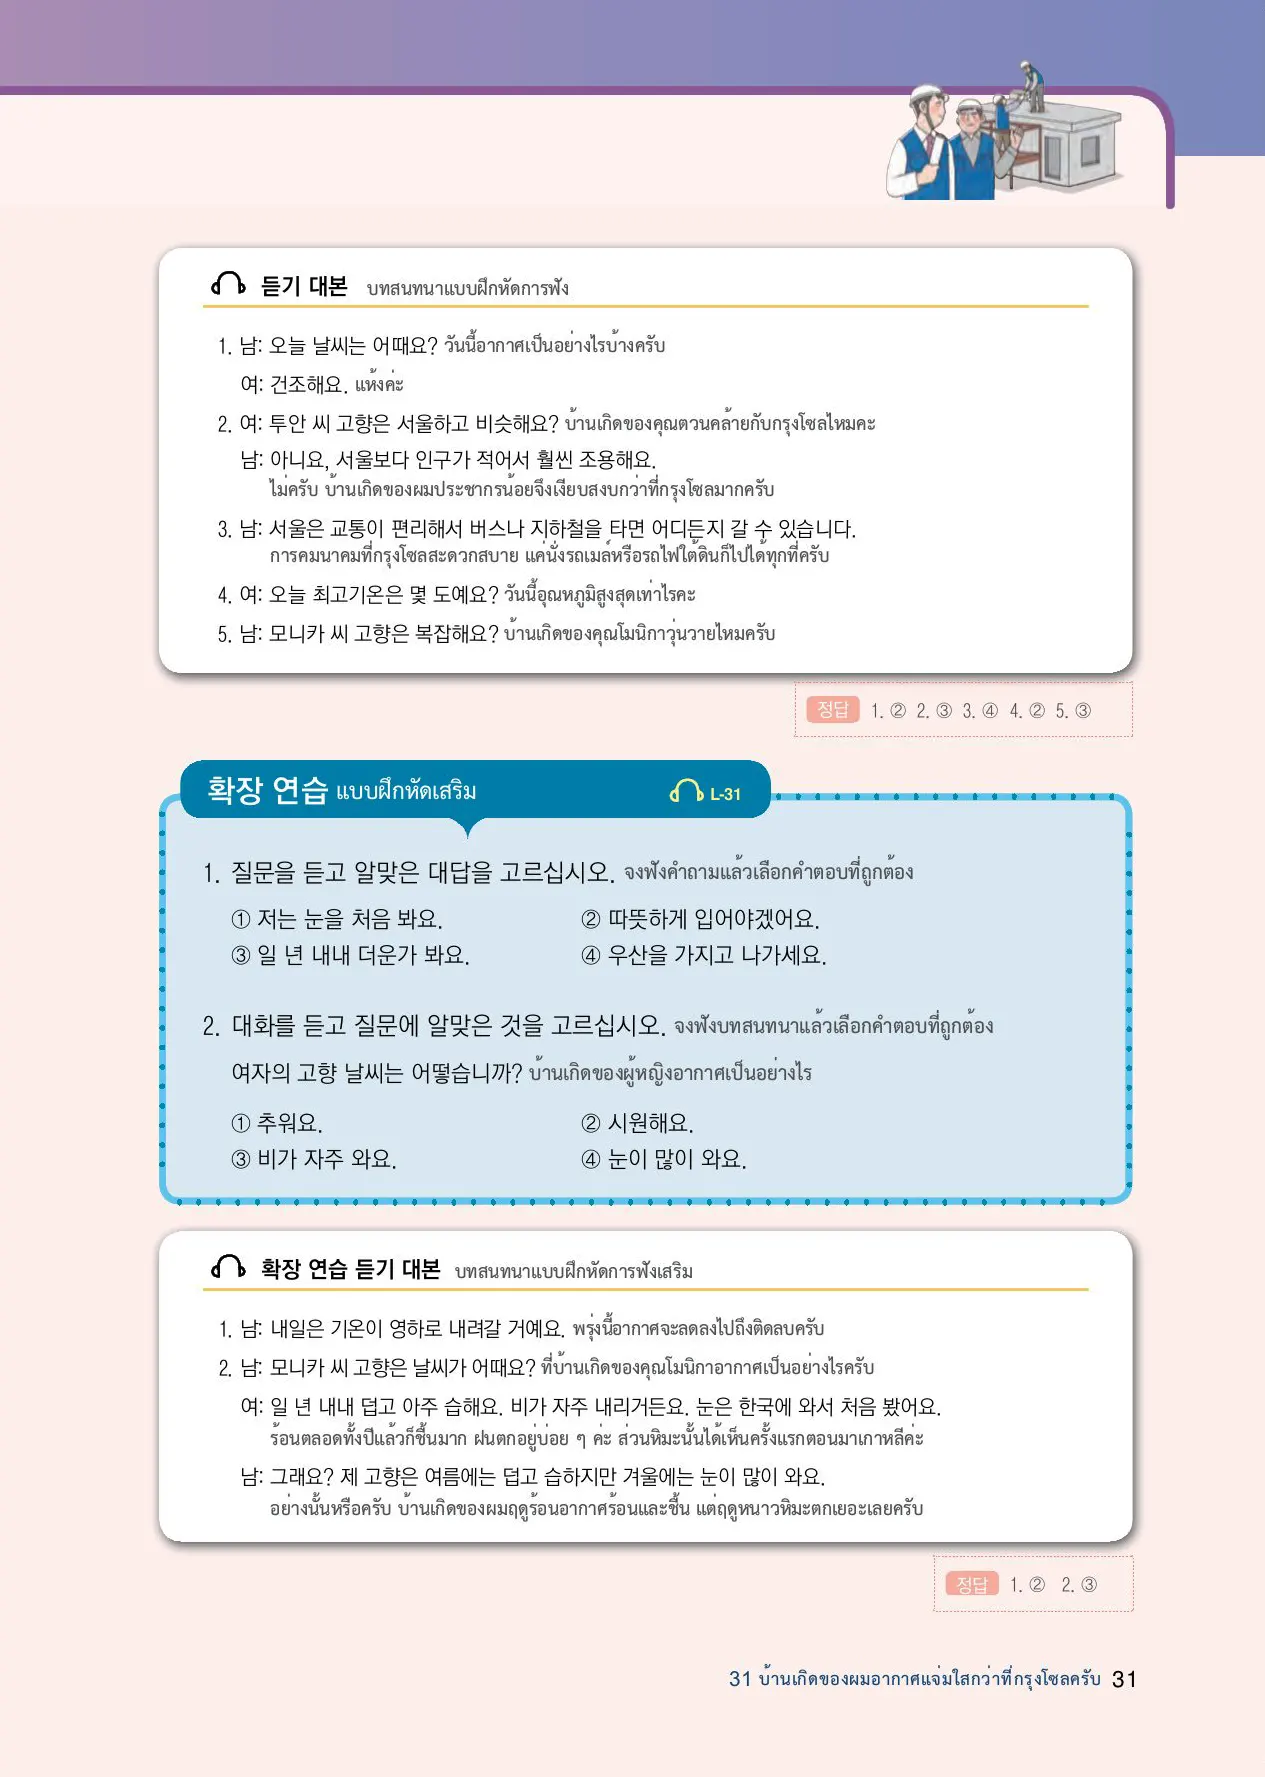 듣기 대본 บทสนทนาแบบฝึกหัดการฟัง
1. 남: 오늘 날씨는 어때요? วันนี้อากาศเป็นอย่างไรบ้างครับ
여: 건조해요. แห้งค่ะ
2. 여: 투안 씨 고향은 서울하고 비슷해요? บ้านเกิดของคุณตวนคล้ายกับกรุงโซลไหมคะ
남: 아니요, 서울보다 인구가 적어서 훨씬 조용해요.
ไม่ครับ บ้านเกิดของผมประชากรน้อยจึงเงียบสงบกว่าที่กรุงโซลมากครับ
3. 남: 서울은 교통이 편리해서 버스나 지하철을 타면 어디든지 갈 수 있습니다.
การคมนาคมที่กรุงโซลสะดวกสบาย แค่นั่งรถเมล์หรือรถไฟใต้ดินก็ไปได้ทุกที่ครับ
4. 여: 오늘 최고기온은 몇 도예요? วันนี้อุณหภูมิสูงสุดเท่าไรคะ
5. 남: 모니카 씨 고향은 복잡해요? บ้านเกิดของคุณโมนิกาวุ่นวายไหมครับ
정답 1. ② 2. ③ 3. ④ 4. ② 5. ③
확장 연습 แบบฝึกหัดเสริม L-31
1. 질문을 듣고 알맞은 대답을 고르십시오. จงฟังคำถามแล้วเลือกคำตอบที่ถูกต้อง
① 저는 눈을 처음 봐요. ② 따뜻하게 입어야겠어요.
③ 일 년 내내 더운가 봐요. ④ 우산을 가지고 나가세요.
2. 대화를 듣고 질문에 알맞은 것을 고르십시오. จงฟังบทสนทนาแล้วเลือกคำตอบที่ถูกต้อง
여자의 고향 날씨는 어떻습니까? บ้านเกิดของผู้หญิงอากาศเป็นอย่างไร
① 추워요. ② 시원해요.
③ 비가 자주 와요. ④ 눈이 많이 와요.
확장 연습 듣기 대본 บทสนทนาแบบฝึกหัดการฟังเสริม
1. 남: 내일은 기온이 영하로 내려갈 거예요. พรุ่งนี้อากาศจะลดลงไปถึงติดลบครับ
2. 남: 모니카 씨 고향은 날씨가 어때요? ที่บ้านเกิดของคุณโมนิกาอากาศเป็นอย่างไรครับ
여: 일 년 내내 덥고 아주 습해요. 비가 자주 내리거든요. 눈은 한국에 와서 처음 봤어요.
ร้อนตลอดทั้งปีแล้วก็ชื้นมาก ฝนตกอยู่บ่อย ๆ ค่ะ ส่วนหิมะนั้นได้เห็นครั้งแรกตอนมาเกาหลีค่ะ
남: 그래요? 제 고향은 여름에는 덥고 습하지만 겨울에는 눈이 많이 와요.
อย่างนั้นหรือครับ บ้านเกิดของผมฤดูร้อนอากาศร้อนและชื้น แต่ฤดูหนาวหิมะตกเยอะเลยครับ
정답 1. ② 2. ③
31 บ้านเกิดของผมอากาศแจ่มใสกว่าที่กรุงโซลครับ 31